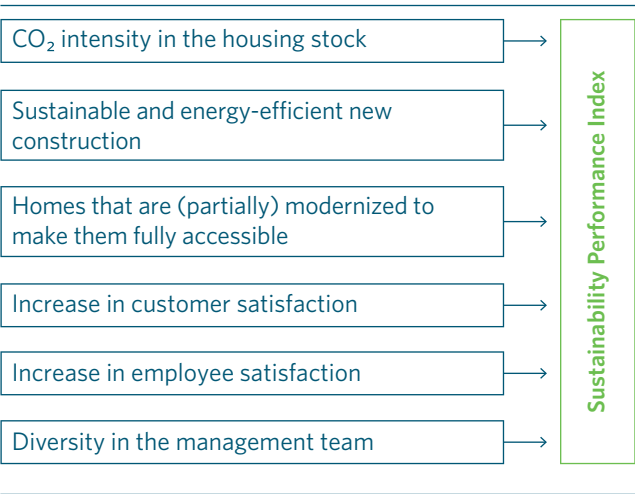 CO₂ intensity in the housing stock
Sustainable and energy-efficient new
construction
Homes that are (partially) modernized to
make them fully accessible
Increase in customer satisfaction
Increase in employee satisfaction
Diversity in the management team
Sustainability Performance Index